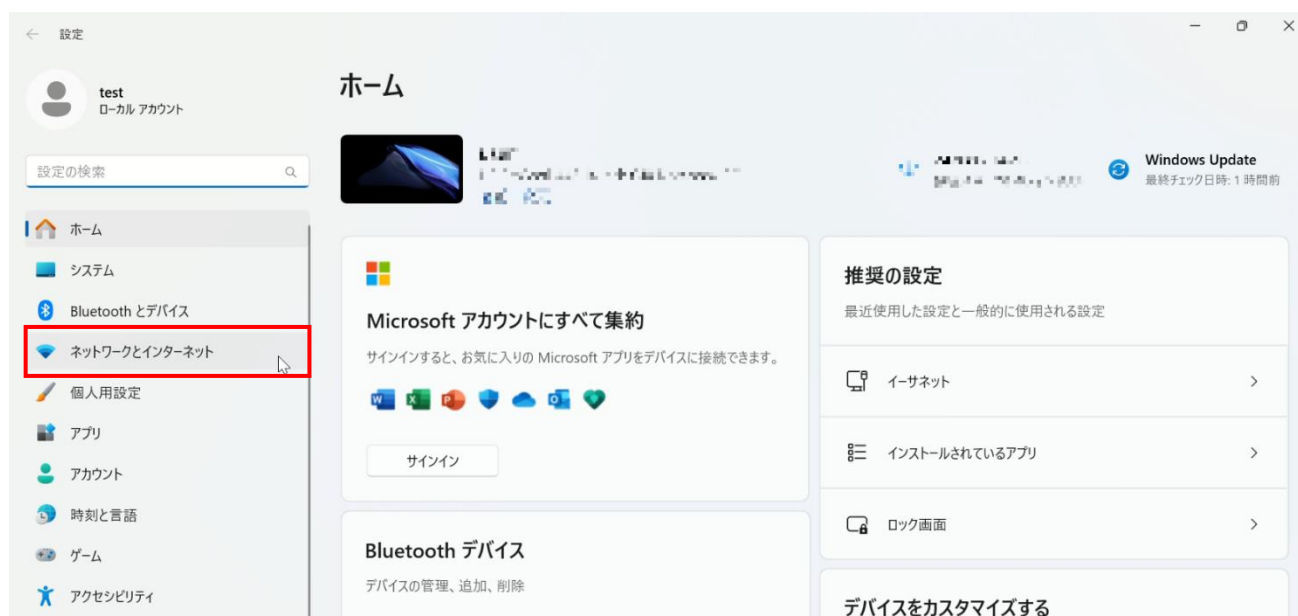 設定
test
ローカル アカウント
設定の検索
ホーム
システム
Bluetooth とデバイス
ネットワークとインターネット
個人用設定
アプリ
アカウント
時刻と言語
ゲーム
アクセシビリティ
ホーム
Windows Update
最終チェック日時: 1 時間前
Microsoft アカウントにすべて集約
サインインすると、お気に入りの Microsoft アプリをデバイスに接続できます。
サインイン
Bluetooth デバイス
デバイスの管理、追加、削除
推奨の設定
最近使用した設定と一般的に使用される設定
イーサネット
インストールされているアプリ
ロック画面
デバイスをカスタマイズする